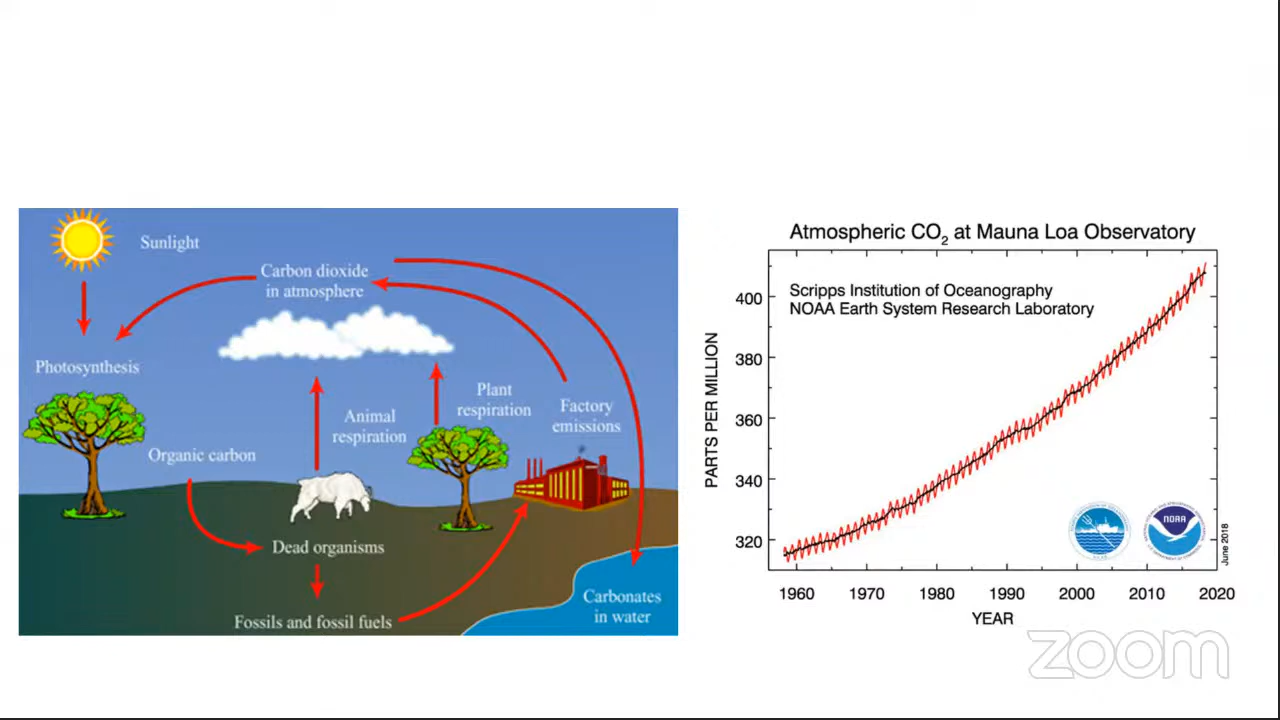 Sunlight
Carbon dioxide
in atmosphere
Photosynthesis
Plant
respiration
Factory
emissions
Animal
respiration
Organic carbon
Dead organisms
Fossils and fossil fuels
Carbonates
in water
Atmospheric CO2 at Mauna Loa Observatory
Scripps Institution of Oceanography
NOAA Earth System Research Laboratory
PARTS PER MILLION
400
380
360
340
320
1960 1970 1980 1990 2000 2010 2020
YEAR
NOAA
June 2018
zoom